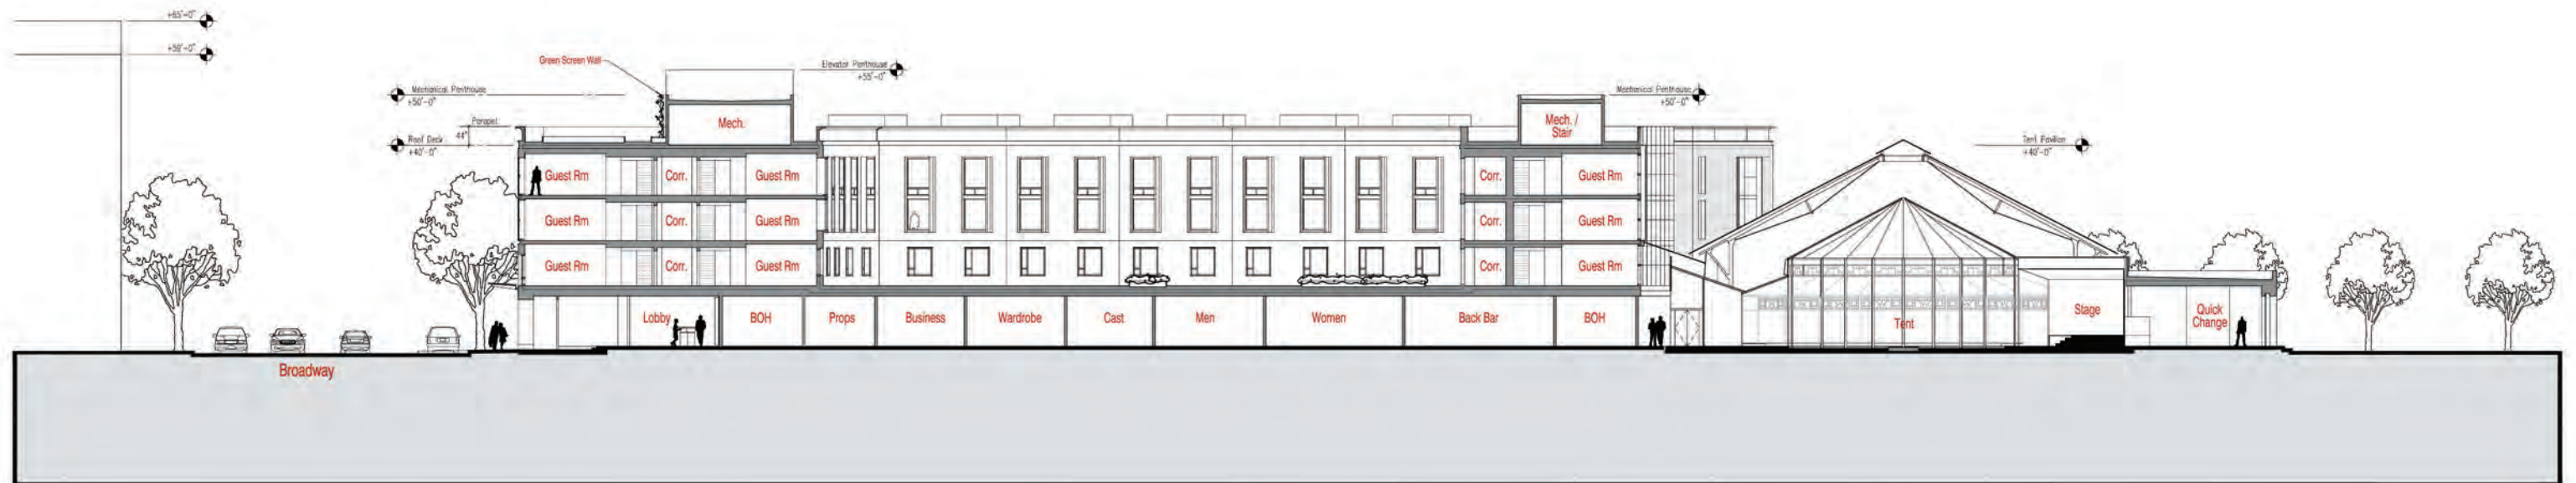 +65'-0"
+59'-0"
Green Screen Wall
Elevator Penthouse
+55'-0"
Mechanical Penthouse
+50'-0"
Mechanical Penthouse
+50'-0"
Parapet
44"
Roof Deck
+40'-0"
Tent Pavilion
+40'-0"
Mech.
Mech. /
Stair
Guest Rm Corr. Guest Rm Corr. Guest Rm
Guest Rm Corr. Guest Rm Corr. Guest Rm
Guest Rm Corr. Guest Rm Corr. Guest Rm
Lobby BOH Props Business Wardrobe Cast Men Women Back Bar BOH
Tent
Stage
Quick
Change
Broadway